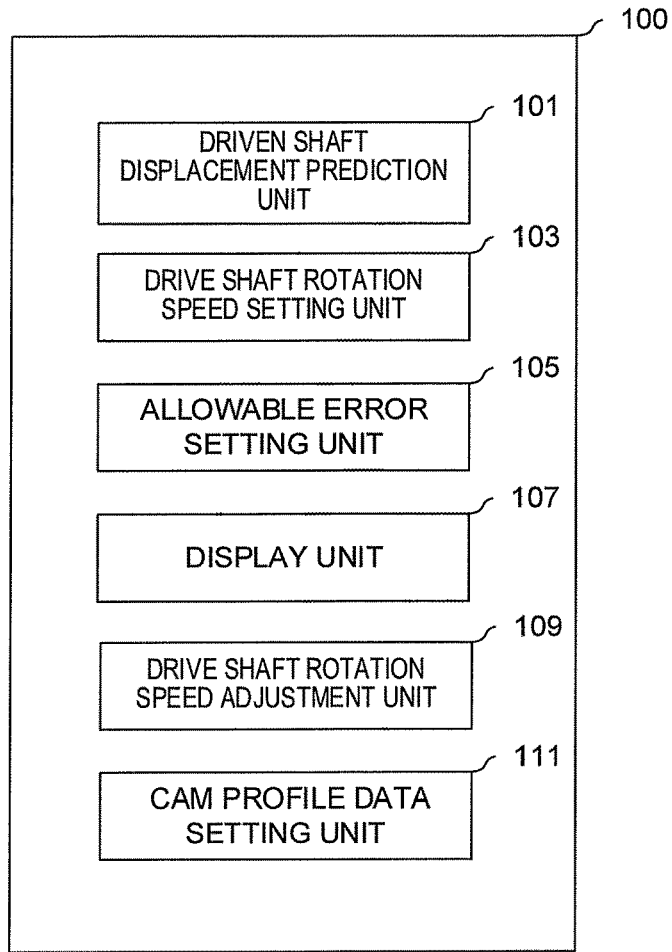 100
101
DRIVEN SHAFT
DISPLACEMENT PREDICTION
UNIT
103
DRIVE SHAFT ROTATION
SPEED SETTING UNIT
105
ALLOWABLE ERROR
SETTING UNIT
107
DISPLAY UNIT
109
DRIVE SHAFT ROTATION
SPEED ADJUSTMENT UNIT
111
CAM PROFILE DATA
SETTING UNIT